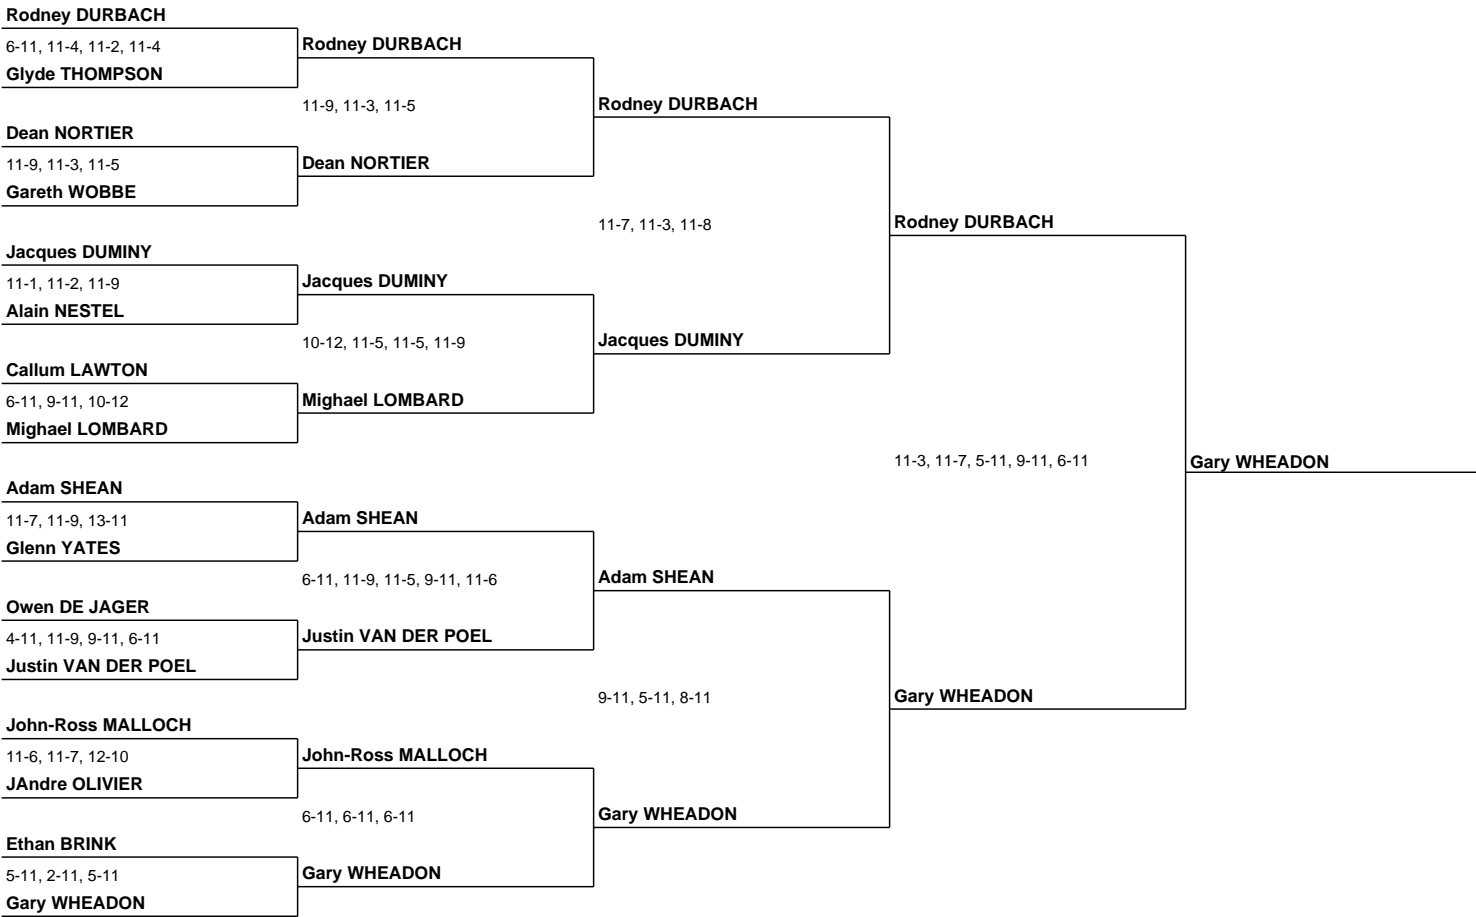 Rodney DURBACH
6-11, 11-4, 11-2, 11-4
Glyde THOMPSON
Dean NORTIER
11-9, 11-3, 11-5
Gareth WOBBE
Jacques DUMINY
11-1, 11-2, 11-9
Alain NESTEL
Callum LAWTON
6-11, 9-11, 10-12
Mighael LOMBARD
Adam SHEAN
11-7, 11-9, 13-11
Glenn YATES
Owen DE JAGER
4-11, 11-9, 9-11, 6-11
Justin VAN DER POEL
John-Ross MALLOCH
11-6, 11-7, 12-10
JAndre OLIVIER
Ethan BRINK
5-11, 2-11, 5-11
Gary WHEADON
Rodney DURBACH
11-9, 11-3, 11-5
Dean NORTIER
Jacques DUMINY
10-12, 11-5, 11-5, 11-9
Mighael LOMBARD
Adam SHEAN
6-11, 11-9, 11-5, 9-11, 11-6
Justin VAN DER POEL
John-Ross MALLOCH
6-11, 6-11, 6-11
Gary WHEADON
Rodney DURBACH
11-7, 11-3, 11-8
Jacques DUMINY
Adam SHEAN
9-11, 5-11, 8-11
Gary WHEADON
Rodney DURBACH
11-3, 11-7, 5-11, 9-11, 6-11
Gary WHEADON
Gary WHEADON